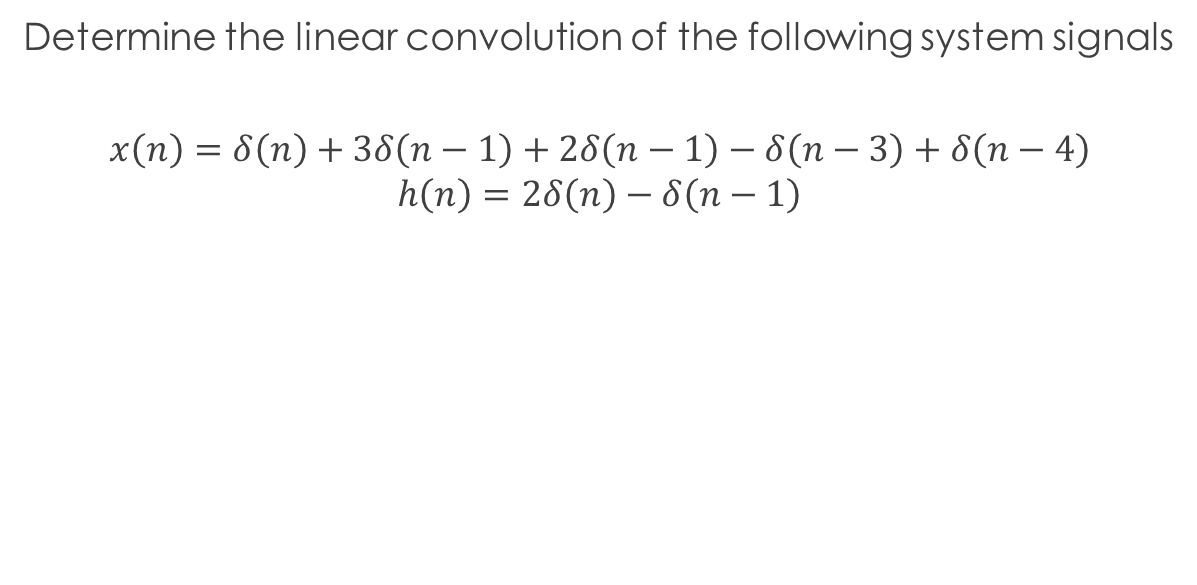 Determine the linear convolution of the following system signals
x(n) = δ(n) + 3δ(n − 1) + 2δ(n − 1) − δ(n − 3) + δ(n − 4)
h(n) = 2δ(n) − δ(n − 1)